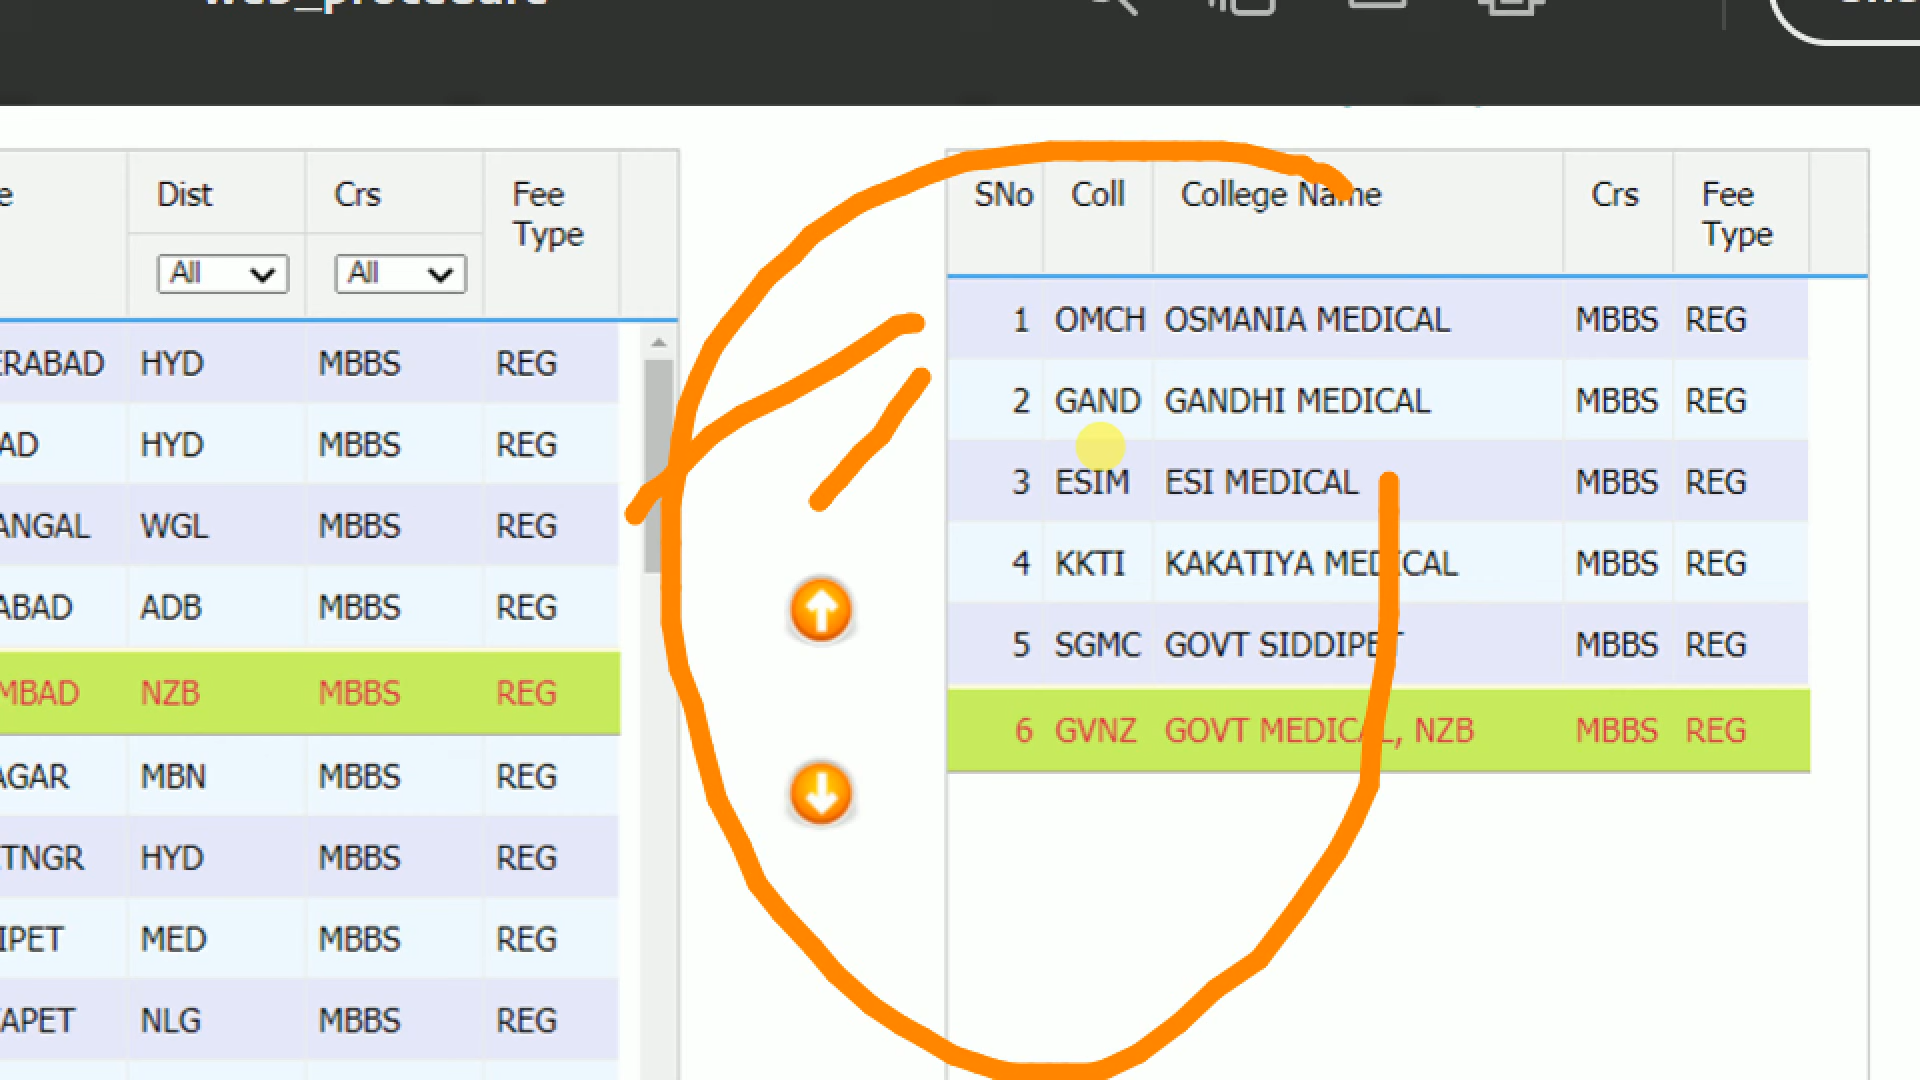 web_procedure
Dist Crs Fee Type
All All
ERABAD HYD MBBS REG
AD HYD MBBS REG
ANGAL WGL MBBS REG
ABAD ADB MBBS REG
MBAD NZB MBBS REG
AGAR MBN MBBS REG
TNGR HYD MBBS REG
IPET MED MBBS REG
APET NLG MBBS REG
SNo Coll College Name Crs Fee Type
1 OMCH OSMANIA MEDICAL MBBS REG
2 GAND GANDHI MEDICAL MBBS REG
3 ESIM ESI MEDICAL MBBS REG
4 KKTI KAKATIYA MEDICAL MBBS REG
5 SGMC GOVT SIDDIPET MBBS REG
6 GVNZ GOVT MEDICAL, NZB MBBS REG